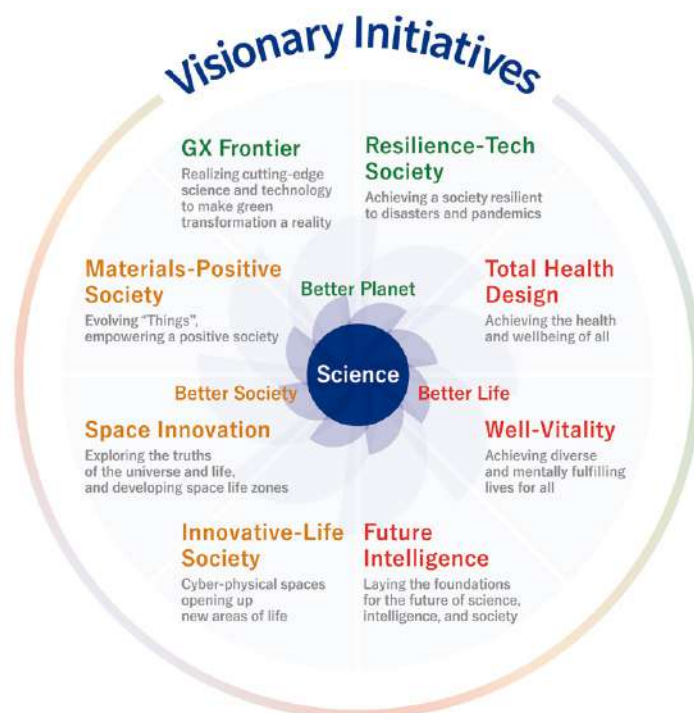 Visionary Initiatives
GX Frontier
Realizing cutting-edge
science and technology
to make green
transformation a reality
Resilience-Tech
Society
Achieving a society resilient
to disasters and pandemics
Materials-Positive
Society
Evolving “Things”,
empowering a positive society
Better Planet
Total Health
Design
Achieving the health
and wellbeing of all
Science
Better Society
Better Life
Space Innovation
Exploring the truths
of the universe and life,
and developing space life zones
Well-Vitality
Achieving diverse
and mentally fulfilling
lives for all
Innovative-Life
Society
Cyber-physical spaces
opening up
new areas of life
Future
Intelligence
Laying the foundations
for the future of science,
intelligence, and society